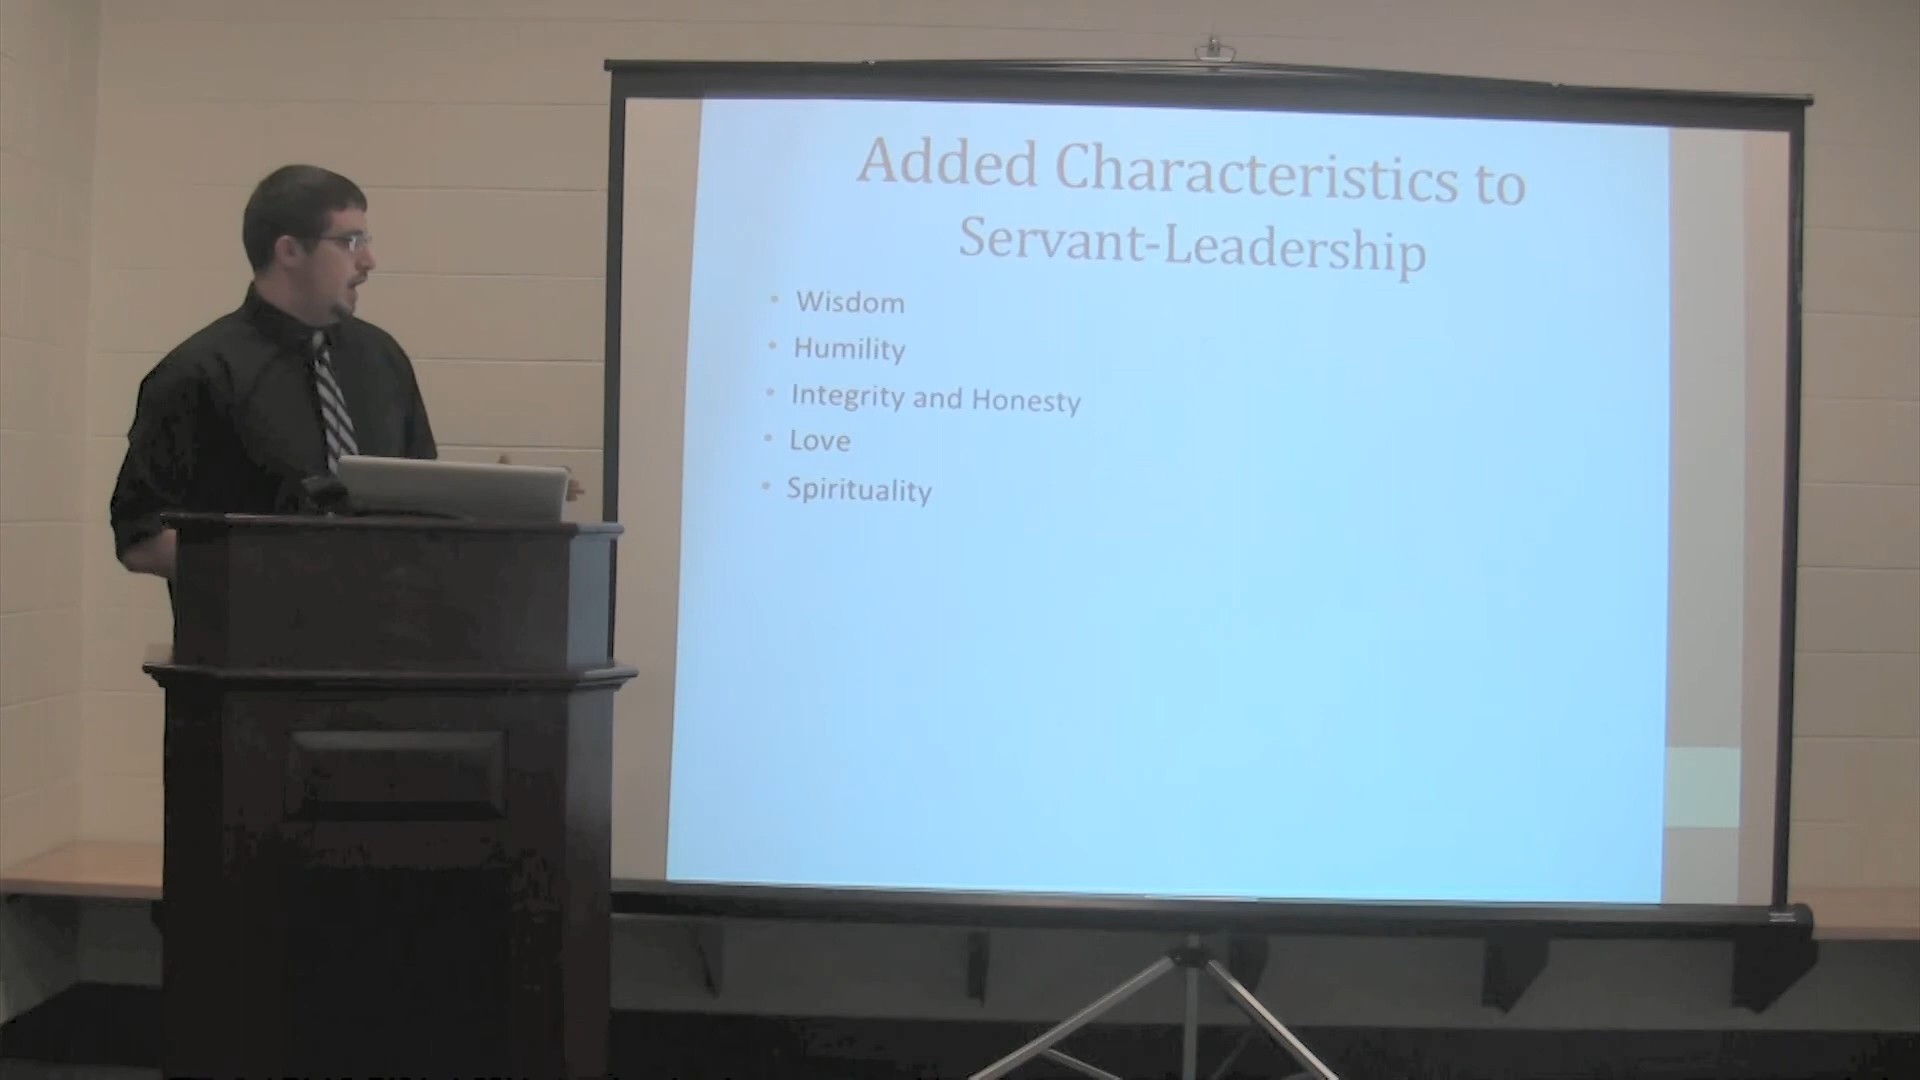 Added Characteristics to
Servant-Leadership
• Wisdom
• Humility
• Integrity and Honesty
• Love
• Spirituality